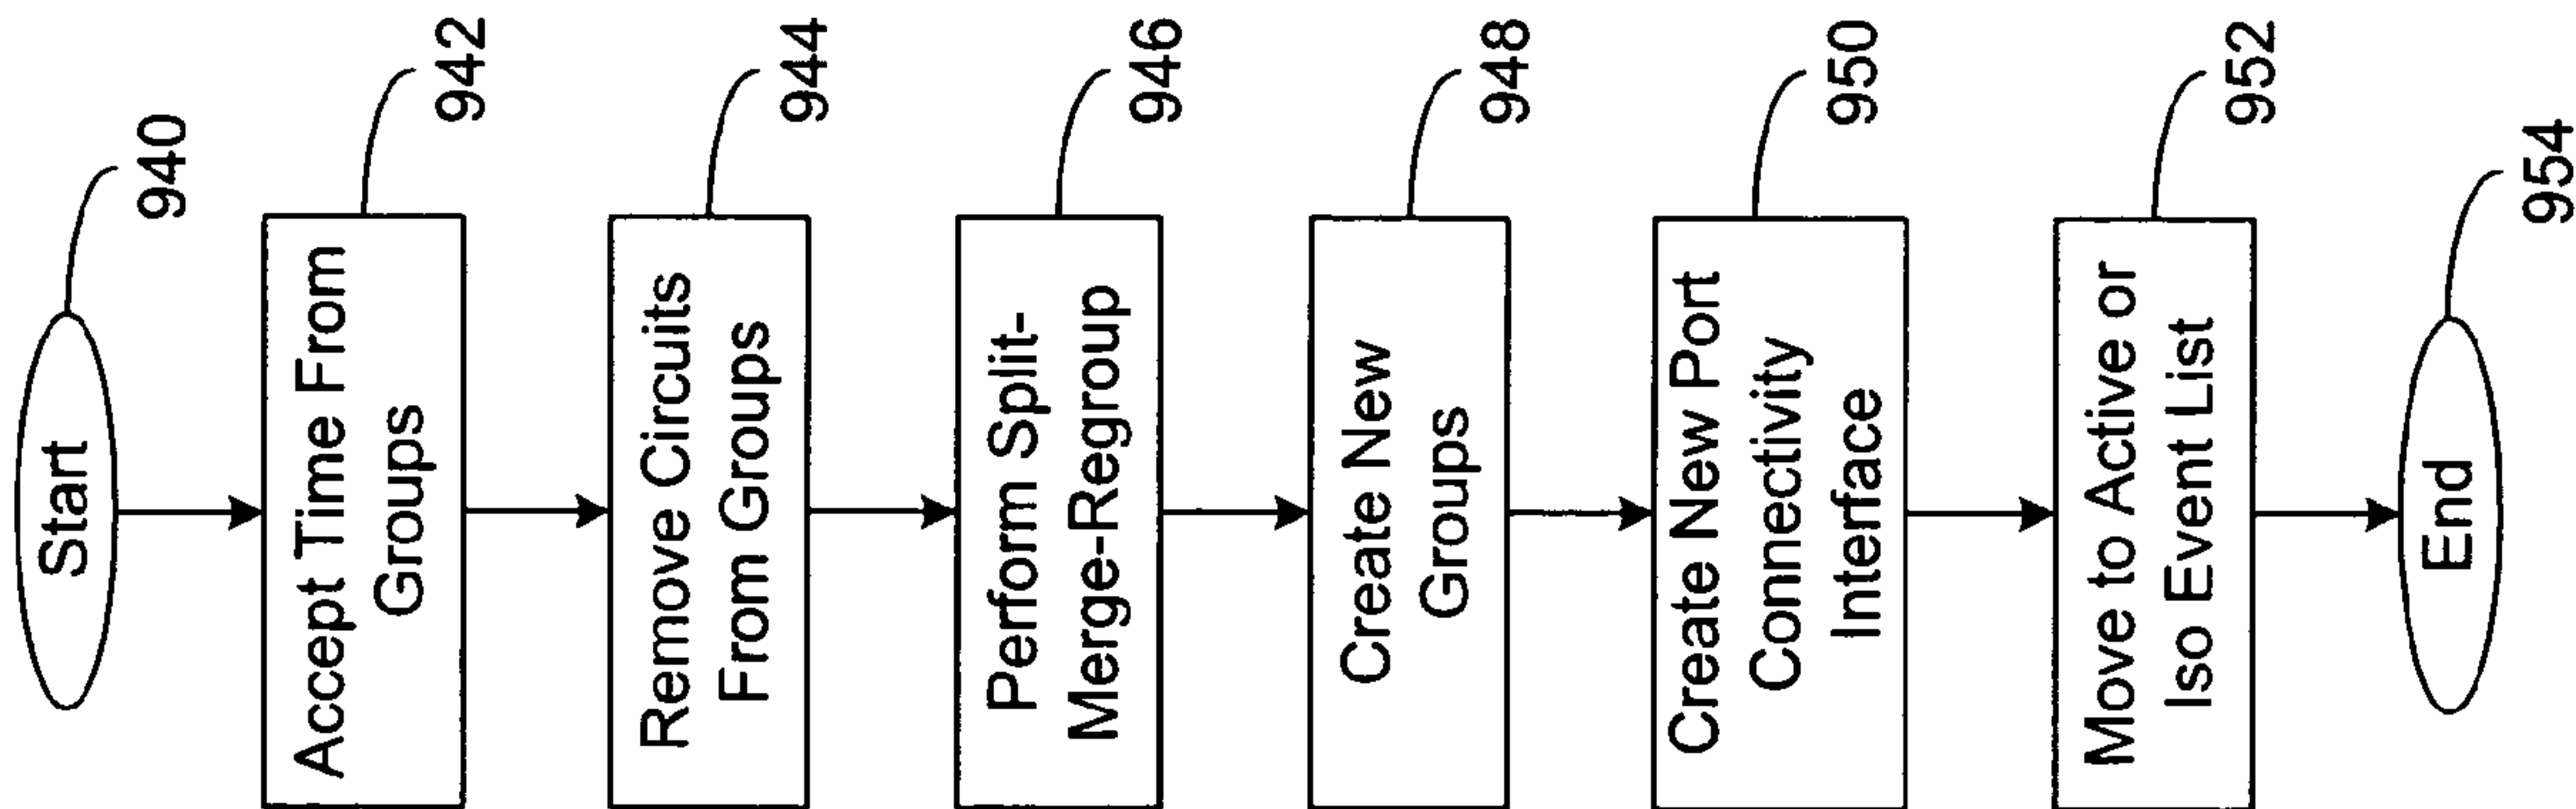 Start
940
Accept Time From
Groups
942
Remove Circuits
From Groups
944
Perform Split-
Merge-Regroup
946
Create New
Groups
948
Create New Port
Connectivity
Interface
950
Move to Active or
Iso Event List
952
End
954